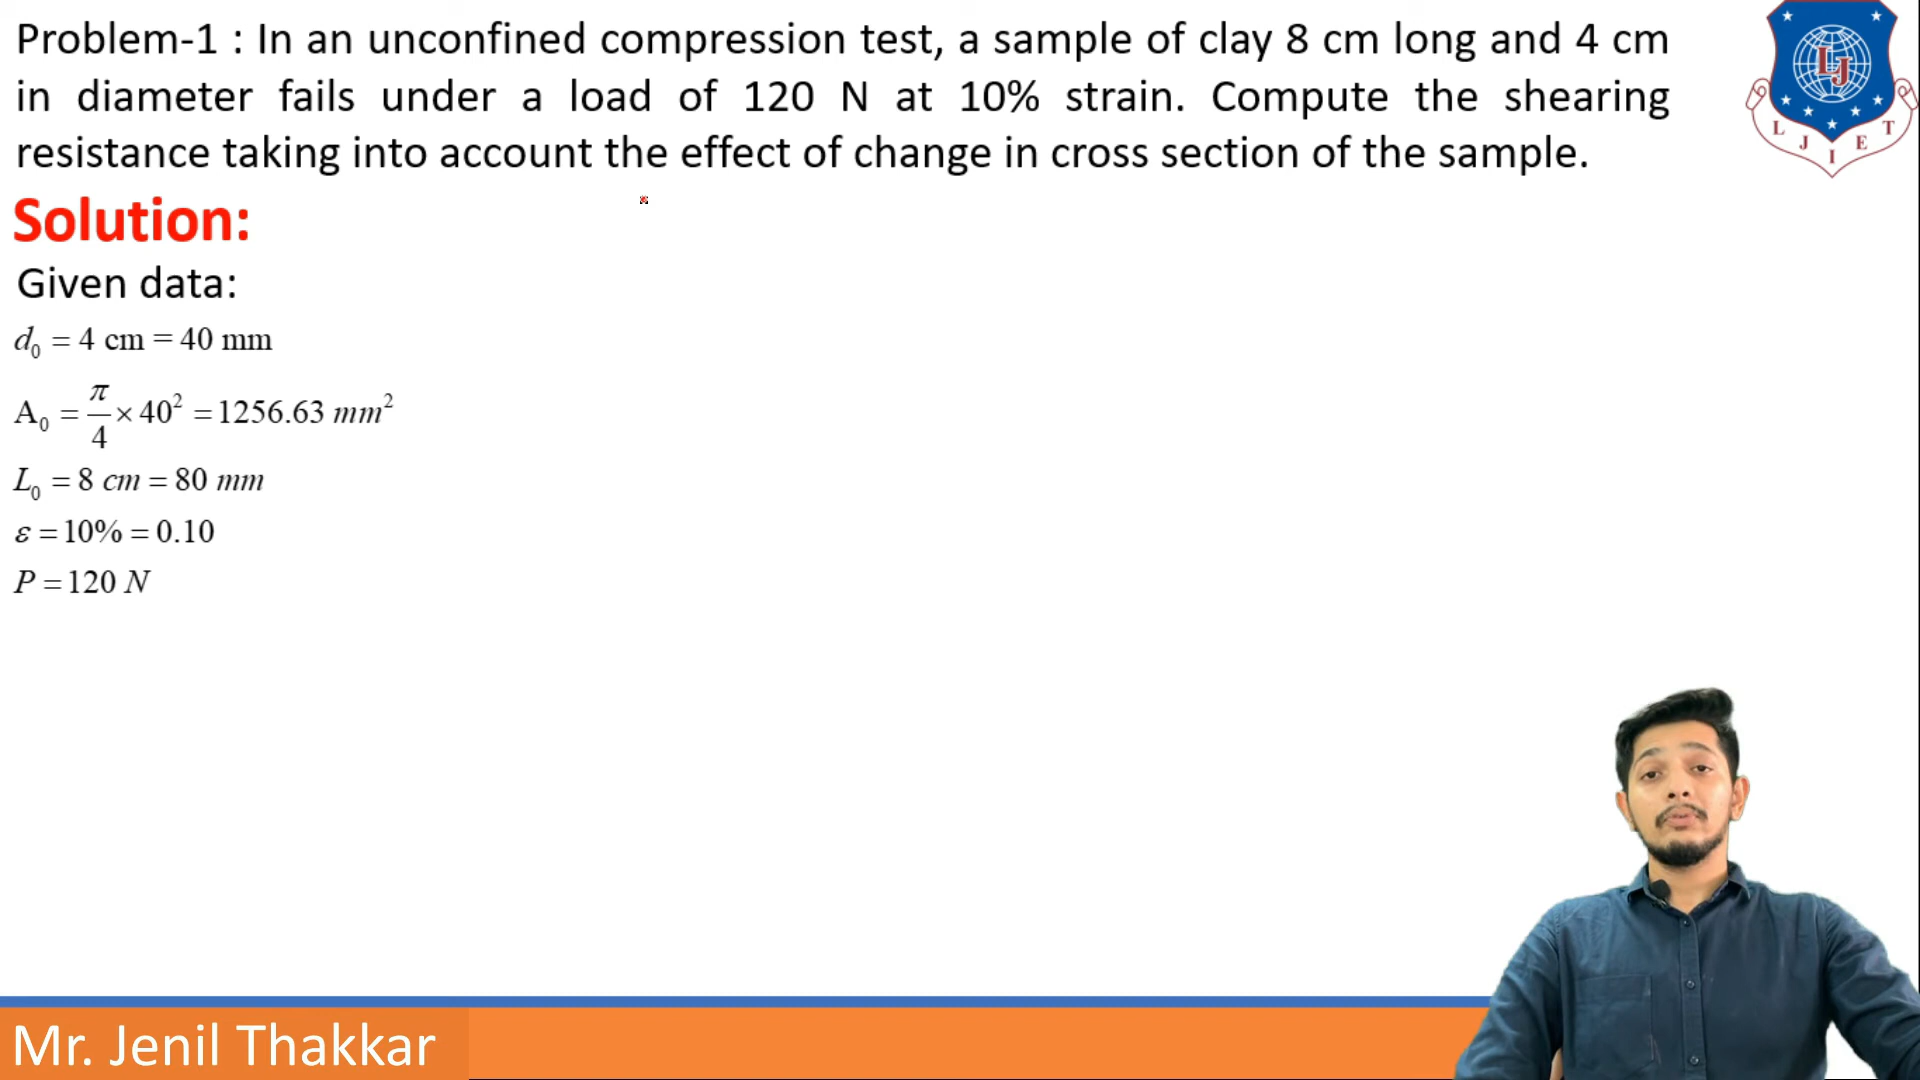 Problem-1 : In an unconfined compression test, a sample of clay 8 cm long and 4 cm
in diameter fails under a load of 120 N at 10% strain. Compute the shearing
resistance taking into account the effect of change in cross section of the sample.
LJ
L J I E T
Solution:
Given data:
d₀ = 4 cm = 40 mm
A₀ = π/4 × 40² = 1256.63 mm²
L₀ = 8 cm = 80 mm
ε = 10% = 0.10
P = 120 N
Mr. Jenil Thakkar